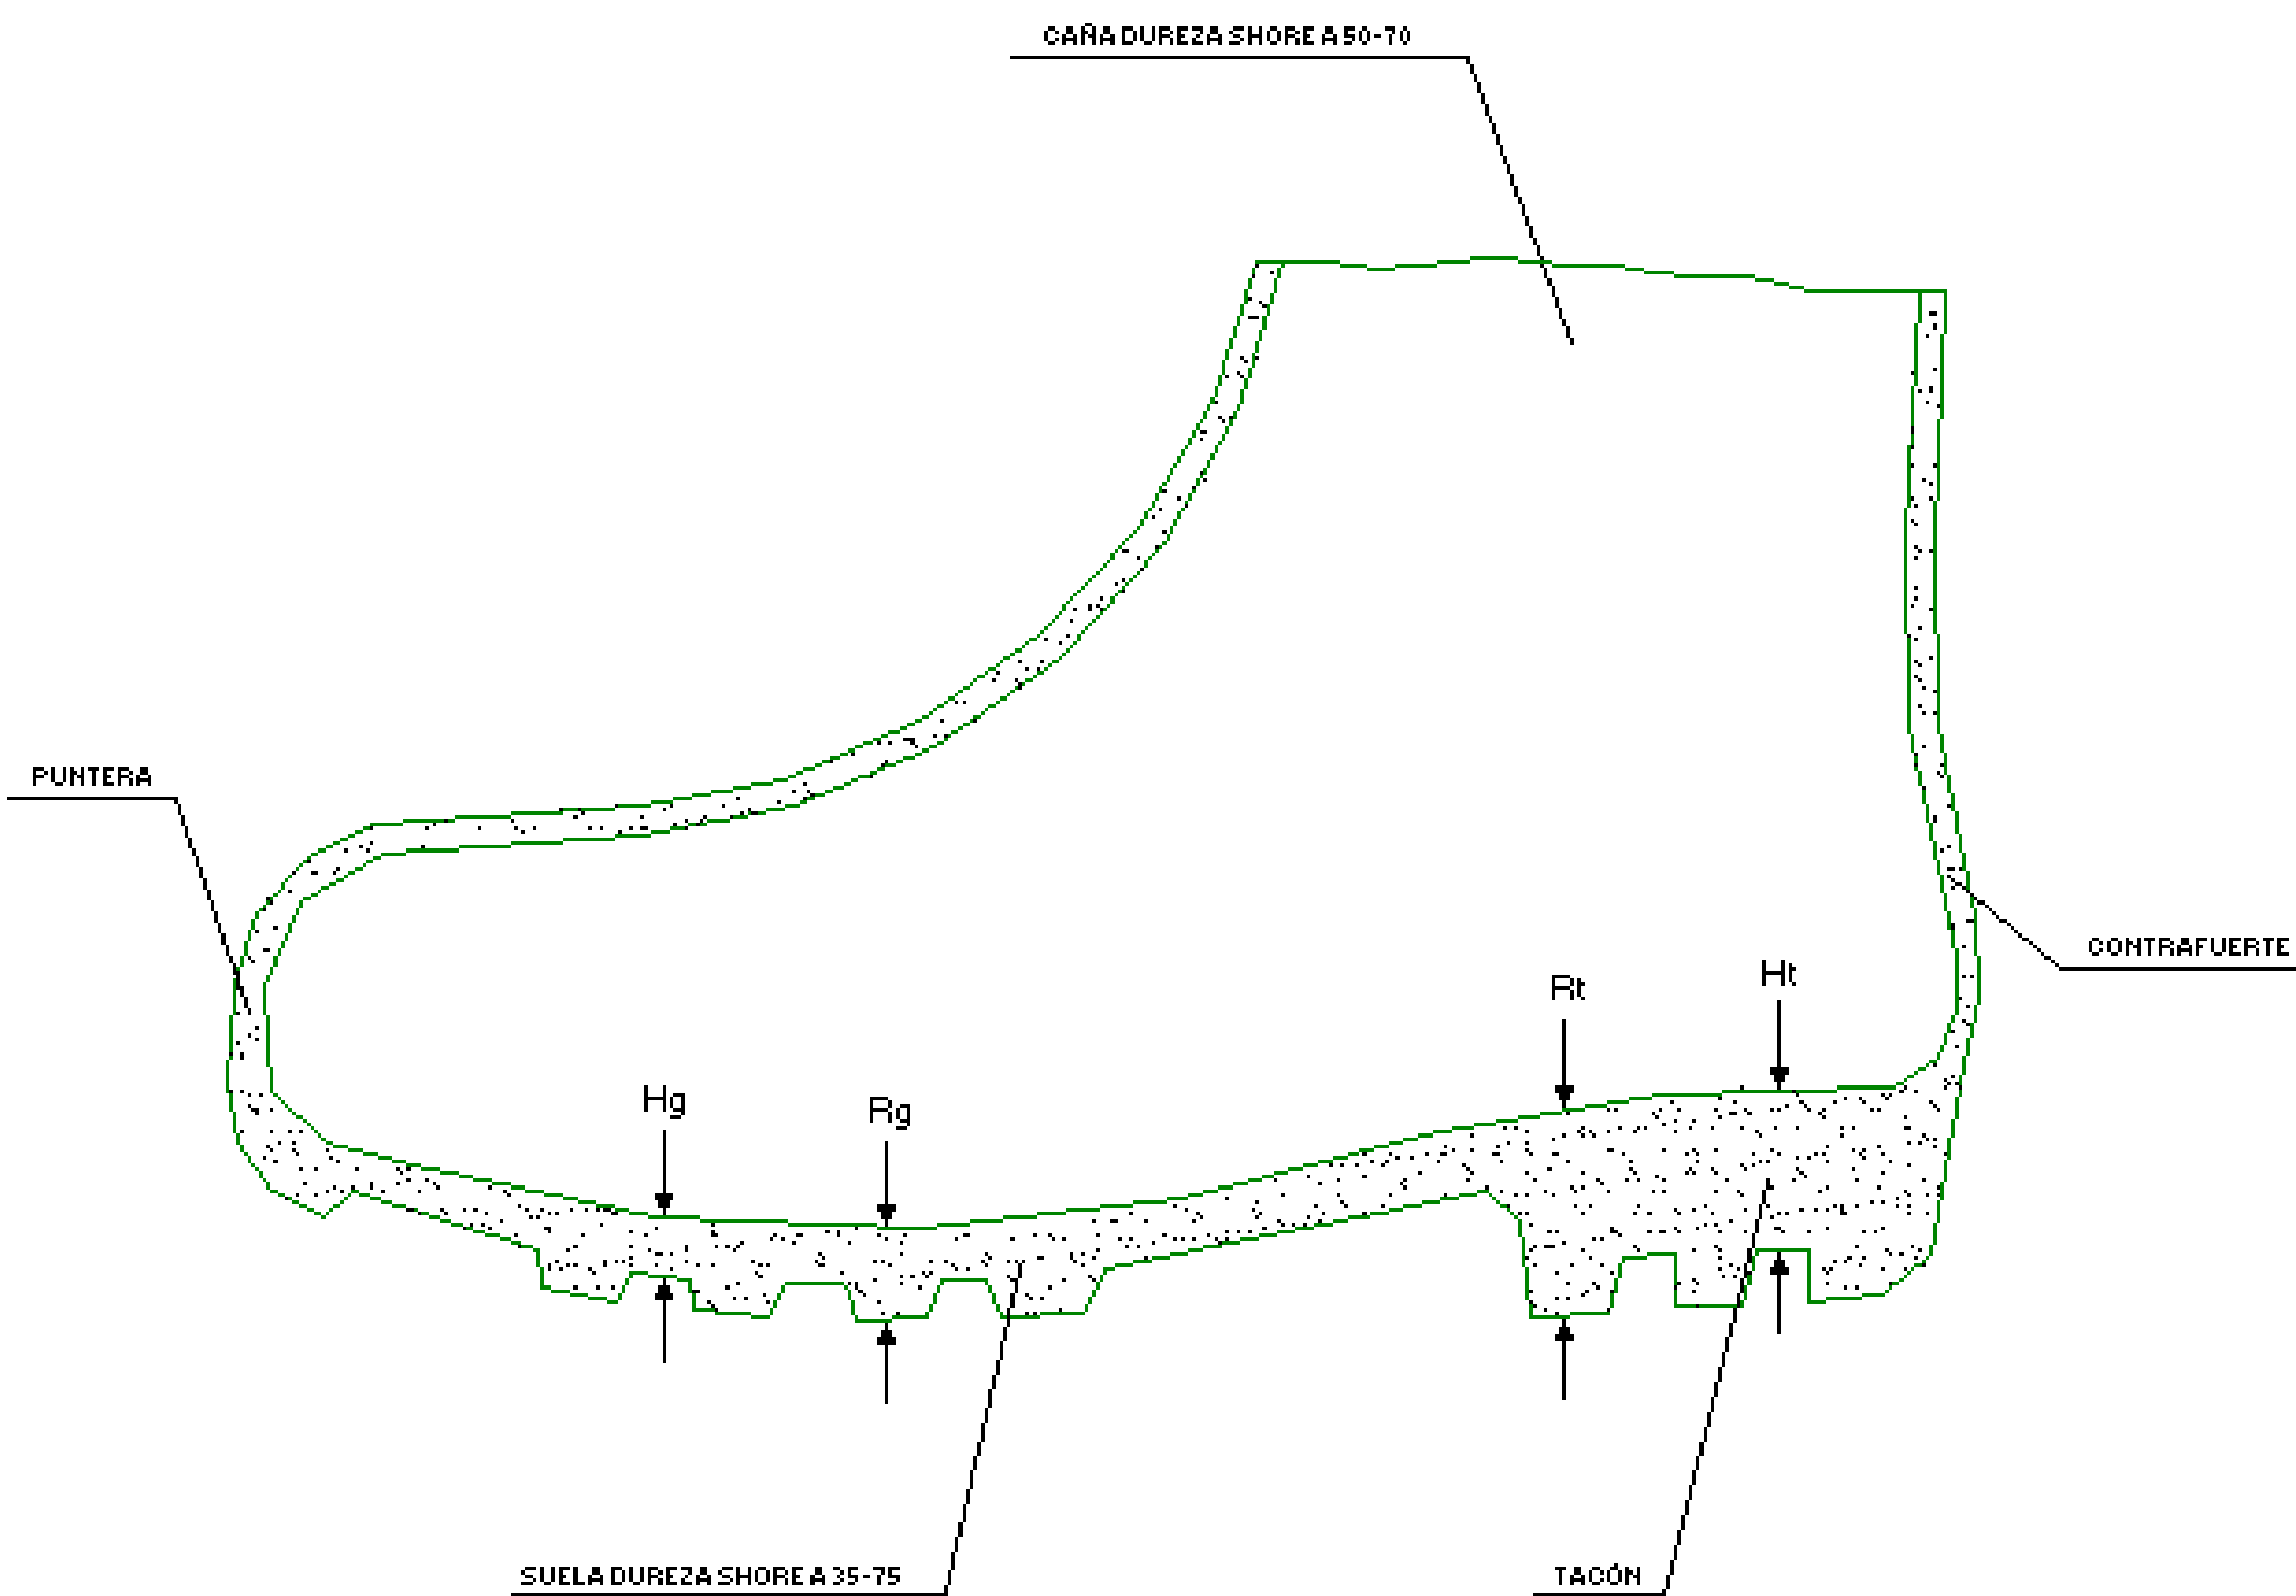 CAÑA DUREZA SHORE A 50-70
PUNTERA
CONTRAFUERTE
Rt
Ht
Hg
Rg
SUELA DUREZA SHORE A 35-75
TACÓN